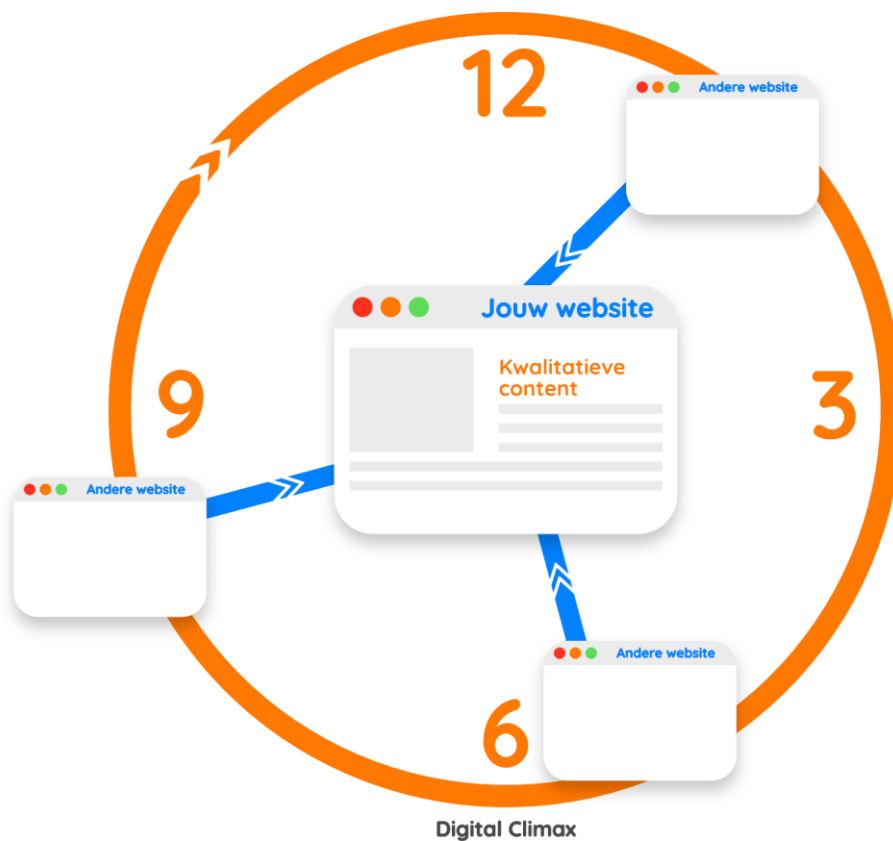 12
Andere website
Jouw website
Kwalitatieve
content
9
3
Andere website
Andere website
6
Digital Climax